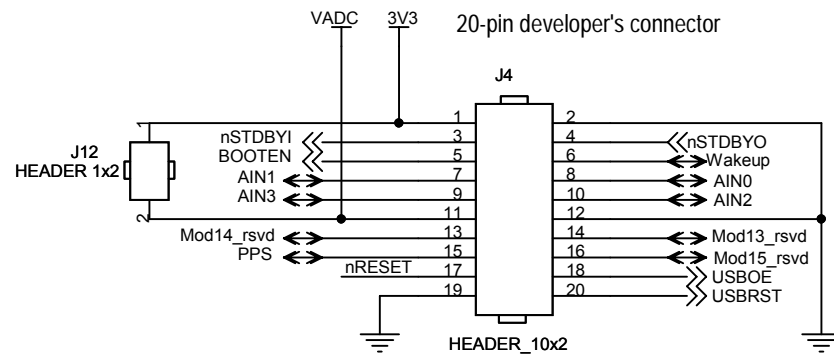 VADC 3V3 20-pin developer's connector
J4
1 1 2
J12
HEADER 1x2
nSTDBYI 3 4 nSTDBYO
BOOTEN 5 6 Wakeup
AIN1 7 8 AIN0
AIN3 9 10 AIN2
2 11 12
Mod14_rsvd 13 14 Mod13_rsvd
PPS 15 16 Mod15_rsvd
nRESET 17 18 USBOE
19 20 USBRST
HEADER_10x2